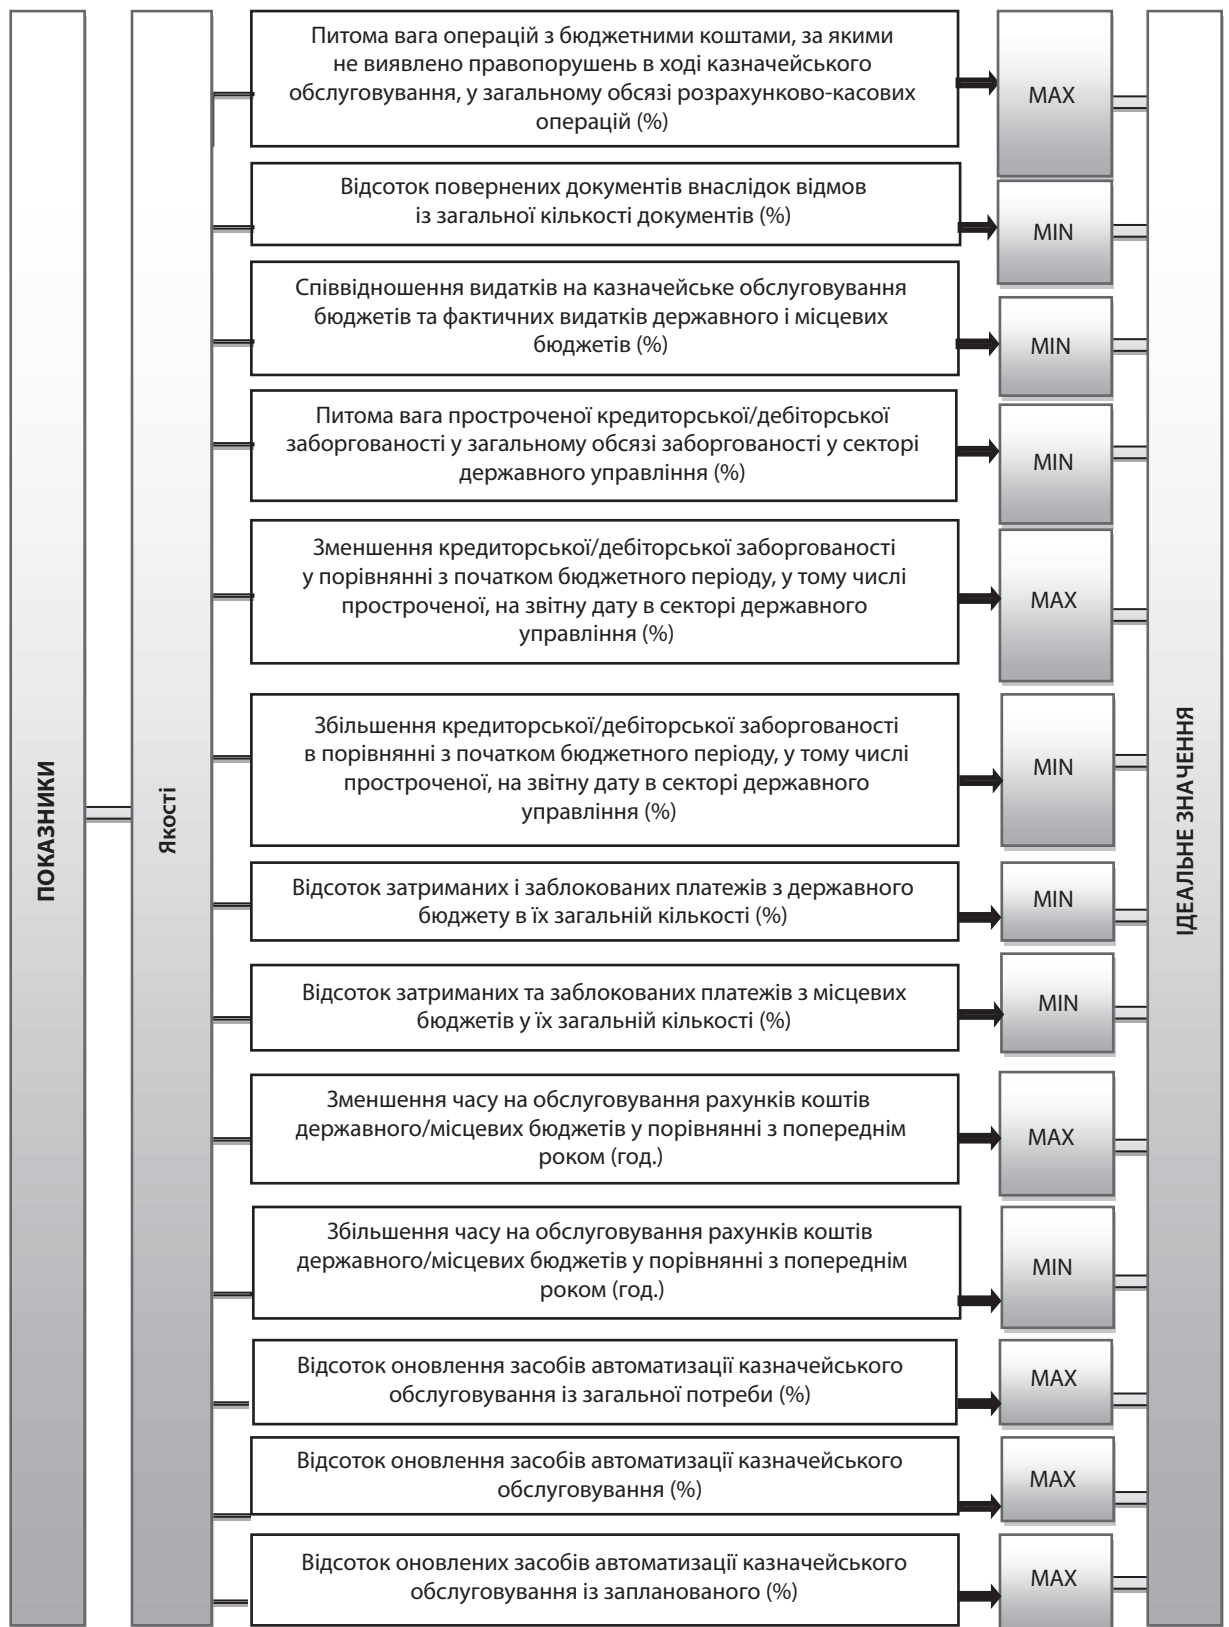 ПОКАЗНИКИ
Якості
Питома вага операцій з бюджетними коштами, за якими
не виявлено правопорушень в ході казначейського
обслуговування, у загальному обсязі розрахунково-касових
операцій (%)
MAX
Відсоток повернених документів внаслідок відмов
із загальної кількості документів (%)
MIN
Співвідношення видатків на казначейське обслуговування
бюджетів та фактичних видатків державного і місцевих
бюджетів (%)
MIN
Питома вага простроченої кредиторської/дебіторської
заборгованості у загальному обсязі заборгованості у секторі
державного управління (%)
MIN
Зменшення кредиторської/дебіторської заборгованості
у порівнянні з початком бюджетного періоду, у тому числі
простроченої, на звітну дату в секторі державного
управління (%)
MAX
Збільшення кредиторської/дебіторської заборгованості
в порівнянні з початком бюджетного періоду, у тому числі
простроченої, на звітну дату в секторі державного
управління (%)
MIN
Відсоток затриманих і заблокованих платежів з державного
бюджету в їх загальній кількості (%)
MIN
Відсоток затриманих та заблокованих платежів з місцевих
бюджетів у їх загальній кількості (%)
MIN
Зменшення часу на обслуговування рахунків коштів
державного/місцевих бюджетів у порівнянні з попереднім
роком (год.)
MAX
Збільшення часу на обслуговування рахунків коштів
державного/місцевих бюджетів у порівнянні з попереднім
роком (год.)
MIN
Відсоток оновлення засобів автоматизації казначейського
обслуговування із загальної потреби (%)
MAX
Відсоток оновлення засобів автоматизації казначейського
обслуговування (%)
MAX
Відсоток оновлених засобів автоматизації казначейського
обслуговування із запланованого (%)
MAX
ІДЕАЛЬНЕ ЗНАЧЕННЯ